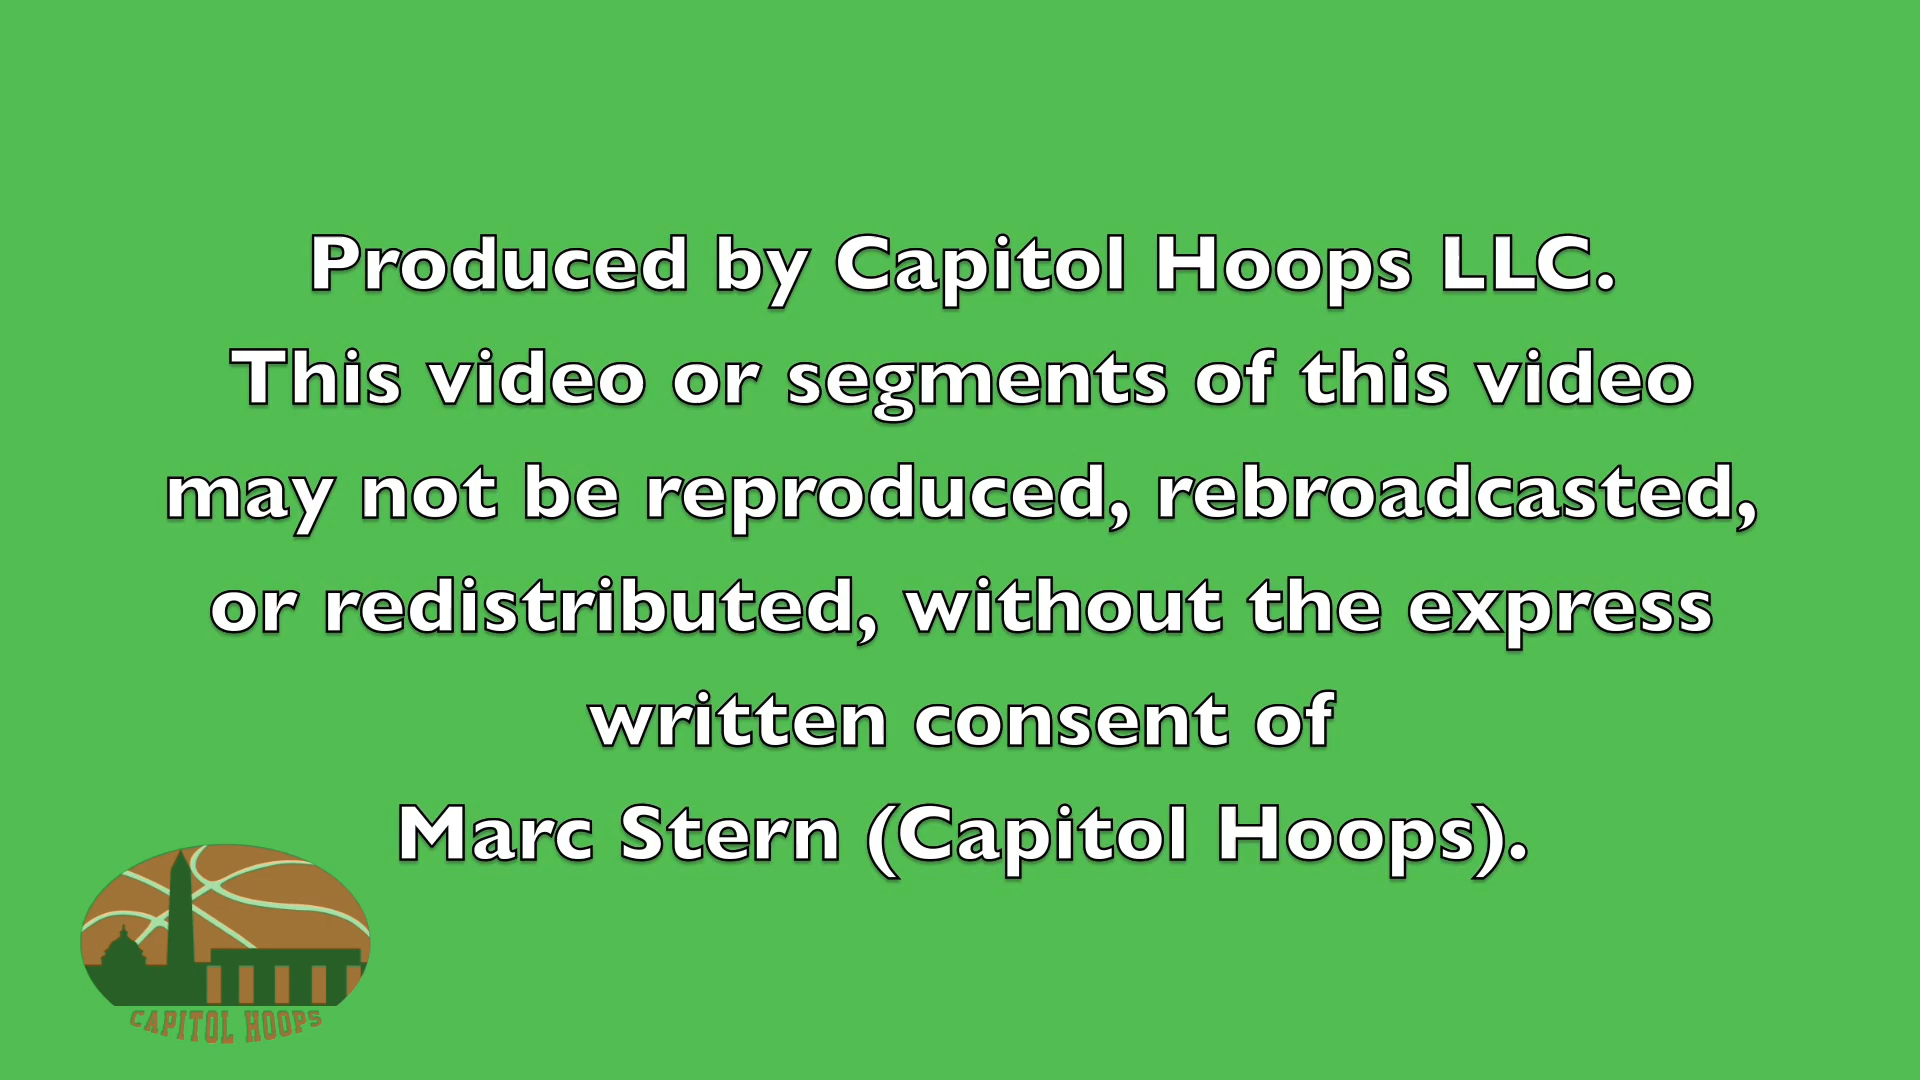 Produced by Capitol Hoops LLC.
This video or segments of this video
may not be reproduced, rebroadcasted,
or redistributed, without the express
written consent of
Marc Stern (Capitol Hoops).
CAPITOL HOOPS